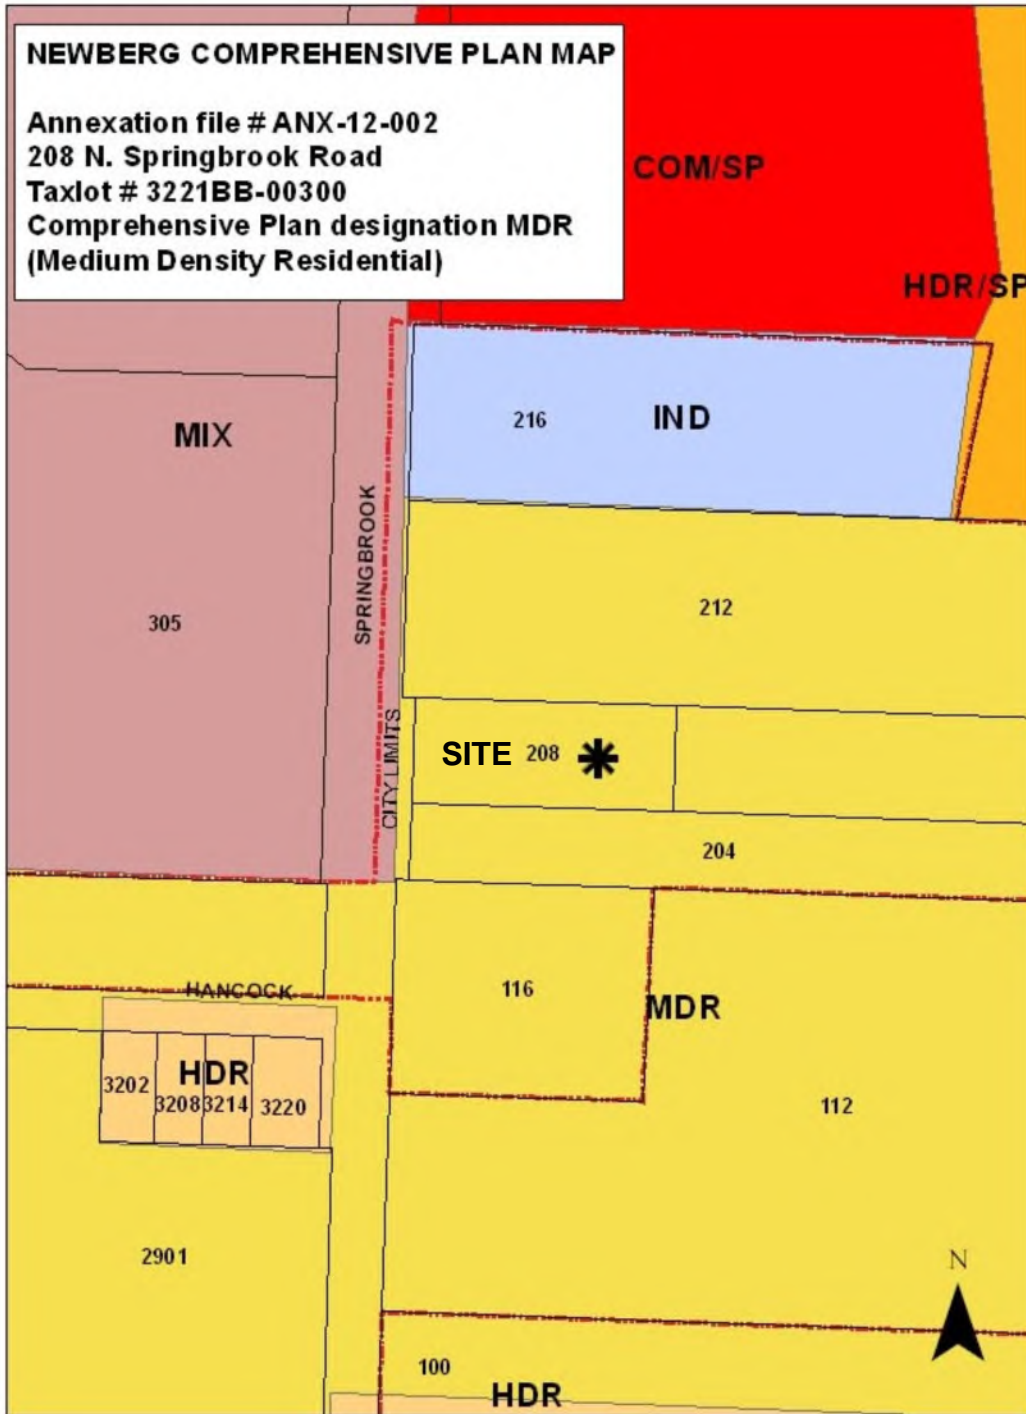 NEWBERG COMPREHENSIVE PLAN MAP
Annexation file # ANX-12-002
208 N. Springbrook Road
Taxlot # 3221BB-00300
Comprehensive Plan designation MDR
(Medium Density Residential)
COM/SP
HDR/SP
216
IND
MIX
SPRINGBROOK
305
212
CITY LIMITS
SITE 208
204
116
HANCOCK
MDR
HDR
3202
3208
3214
3220
112
2901
N
100
HDR